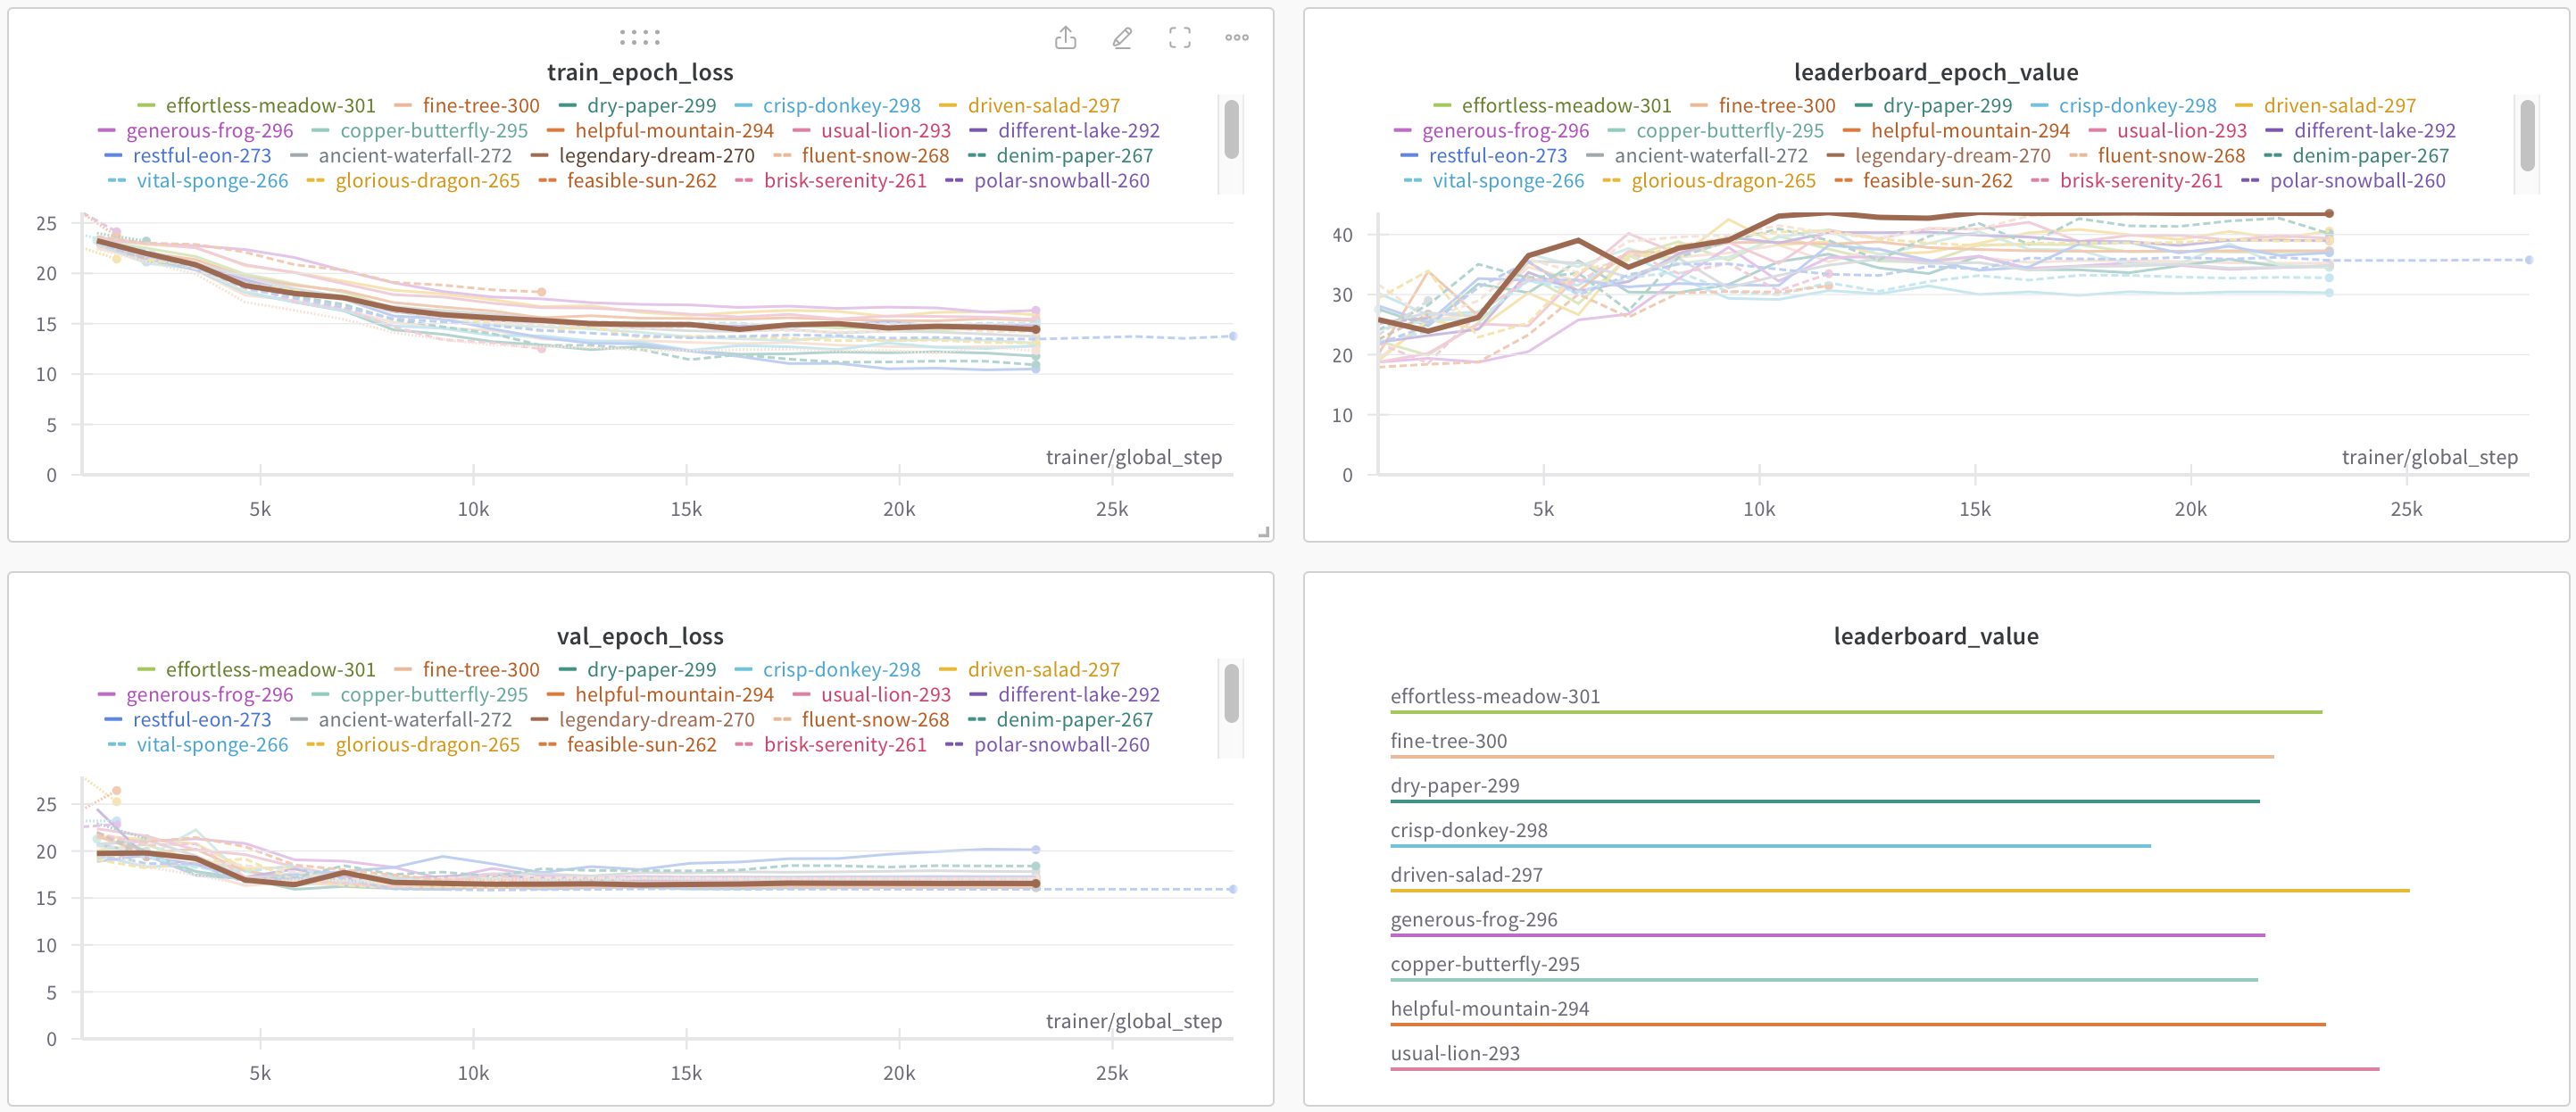 train_epoch_loss
effortless-meadow-301 fine-tree-300 dry-paper-299 crisp-donkey-298 driven-salad-297
generous-frog-296 copper-butterfly-295 helpful-mountain-294 usual-lion-293 different-lake-292
restful-eon-273 ancient-waterfall-272 legendary-dream-270 fluent-snow-268 denim-paper-267
vital-sponge-266 glorious-dragon-265 feasible-sun-262 brisk-serenity-261 polar-snowball-260
25
20
15
10
5
0
trainer/global_step
5k 10k 15k 20k 25k
leaderboard_epoch_value
effortless-meadow-301 fine-tree-300 dry-paper-299 crisp-donkey-298 driven-salad-297
generous-frog-296 copper-butterfly-295 helpful-mountain-294 usual-lion-293 different-lake-292
restful-eon-273 ancient-waterfall-272 legendary-dream-270 fluent-snow-268 denim-paper-267
vital-sponge-266 glorious-dragon-265 feasible-sun-262 brisk-serenity-261 polar-snowball-260
40
30
20
10
0
trainer/global_step
5k 10k 15k 20k 25k
val_epoch_loss
effortless-meadow-301 fine-tree-300 dry-paper-299 crisp-donkey-298 driven-salad-297
generous-frog-296 copper-butterfly-295 helpful-mountain-294 usual-lion-293 different-lake-292
restful-eon-273 ancient-waterfall-272 legendary-dream-270 fluent-snow-268 denim-paper-267
vital-sponge-266 glorious-dragon-265 feasible-sun-262 brisk-serenity-261 polar-snowball-260
25
20
15
10
5
0
trainer/global_step
5k 10k 15k 20k 25k
leaderboard_value
effortless-meadow-301
fine-tree-300
dry-paper-299
crisp-donkey-298
driven-salad-297
generous-frog-296
copper-butterfly-295
helpful-mountain-294
usual-lion-293